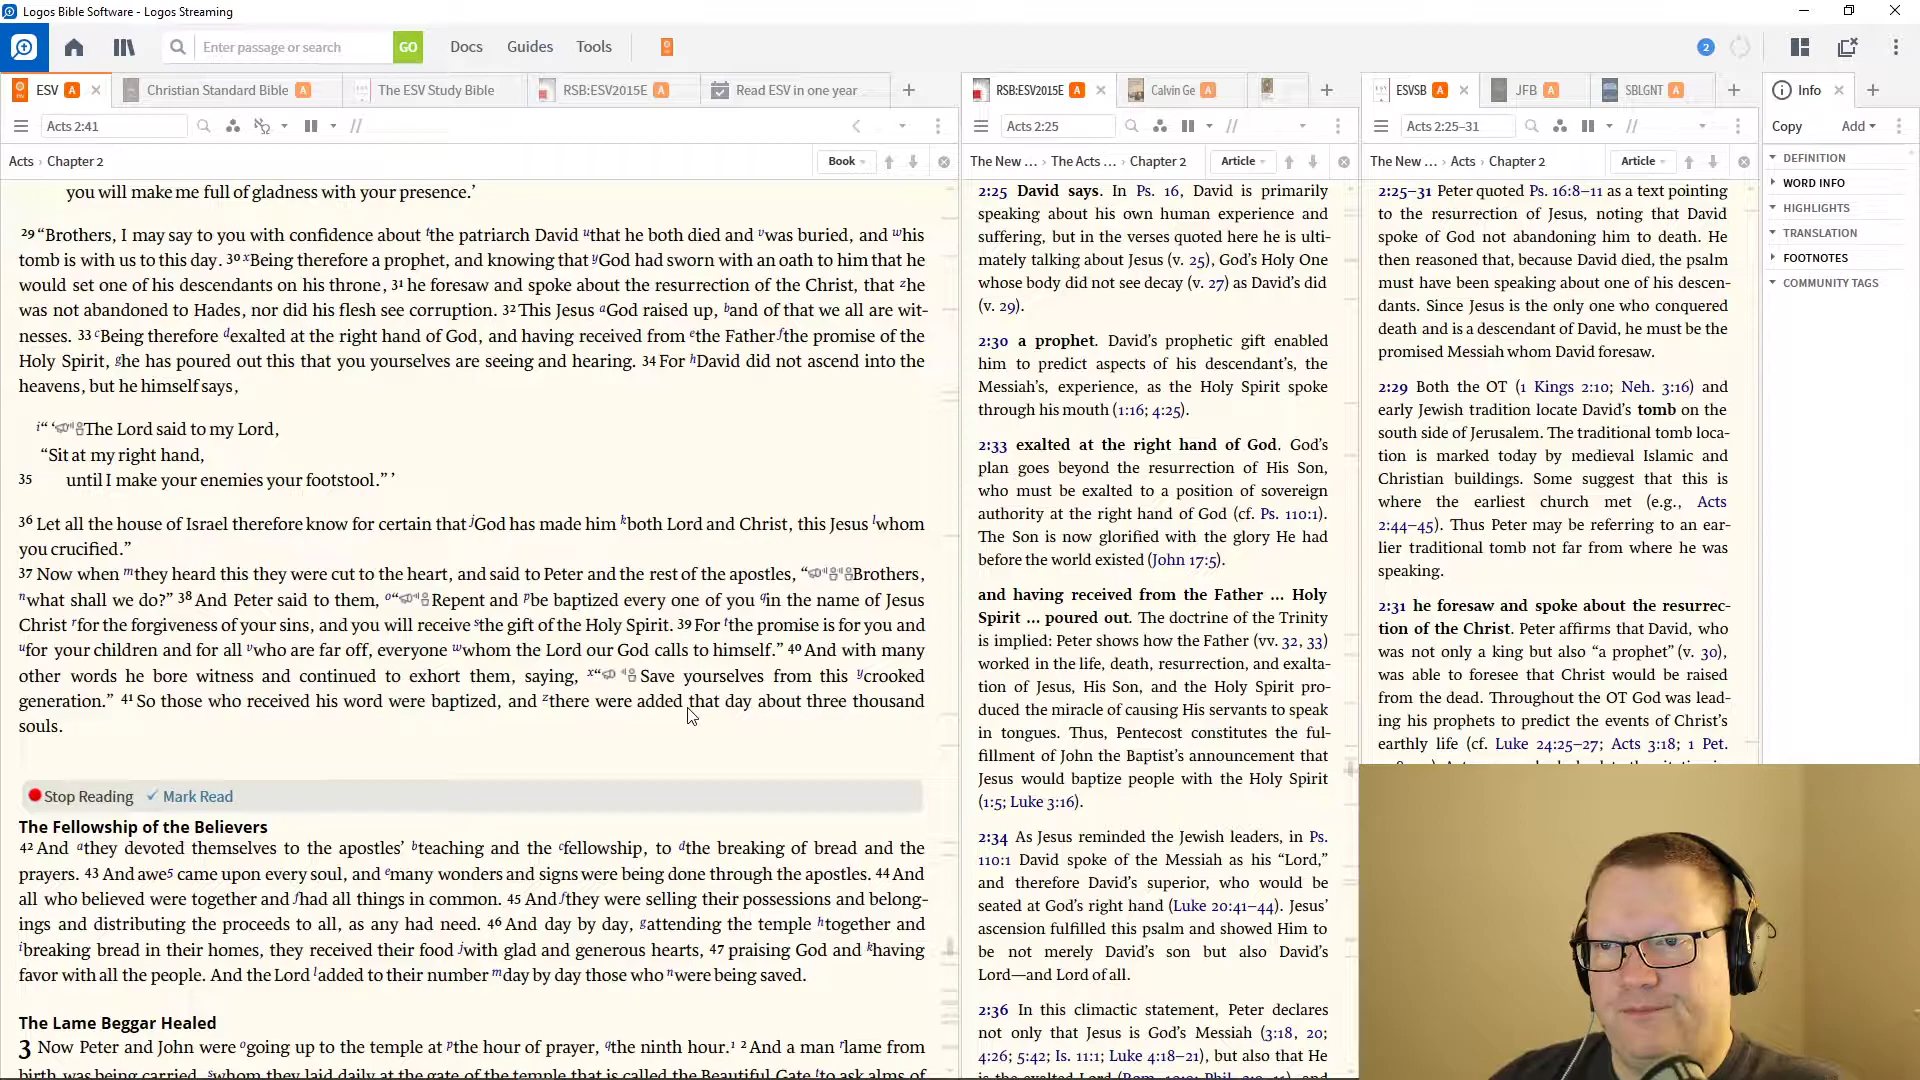 Logos Bible Software - Logos Streaming
Enter passage or search
GO
Docs
Guides
Tools
2
ESV A
Christian Standard Bible A
The ESV Study Bible
RSB:ESV2015E A
Read ESV in one year
Acts 2:41
Acts › Chapter 2
Book
you will make me full of gladness with your presence.’
29 “Brothers, I may say to you with confidence about t the patriarch David u that he both died and v was buried, and w his
tomb is with us to this day. 30 x Being therefore a prophet, and knowing that y God had sworn with an oath to him that he
would set one of his descendants on his throne, 31 he foresaw and spoke about the resurrection of the Christ, that z he
was not abandoned to Hades, nor did his flesh see corruption. 32 This Jesus a God raised up, b and of that we all are wit-
nesses. 33 c Being therefore d exalted at the right hand of God, and having received from e the Father f the promise of the
Holy Spirit, g he has poured out this that you yourselves are seeing and hearing. 34 For h David did not ascend into the
heavens, but he himself says,
i “ ‘The Lord said to my Lord,
“Sit at my right hand,
35 until I make your enemies your footstool.” ’
36 Let all the house of Israel therefore know for certain that j God has made him k both Lord and Christ, this Jesus l whom
you crucified.”
37 Now when m they heard this they were cut to the heart, and said to Peter and the rest of the apostles, “Brothers,
n what shall we do?” 38 And Peter said to them, o “Repent and p be baptized every one of you q in the name of Jesus
Christ r for the forgiveness of your sins, and you will receive s the gift of the Holy Spirit. 39 For t the promise is for you and
u for your children and for all v who are far off, everyone w whom the Lord our God calls to himself.” 40 And with many
other words he bore witness and continued to exhort them, saying, x “Save yourselves from this y crooked
generation.” 41 So those who received his word were baptized, and z there were added that day about three thousand
souls.
Stop Reading ✓ Mark Read
The Fellowship of the Believers
42 And a they devoted themselves to the apostles’ b teaching and the c fellowship, to d the breaking of bread and the
prayers. 43 And awe 5 came upon every soul, and e many wonders and signs were being done through the apostles. 44 And
all who believed were together and f had all things in common. 45 And f they were selling their possessions and belong-
ings and distributing the proceeds to all, as any had need. 46 And day by day, g attending the temple h together and
i breaking bread in their homes, they received their food j with glad and generous hearts, 47 praising God and k having
favor with all the people. And the Lord l added to their number m day by day those who n were being saved.
The Lame Beggar Healed
3 Now Peter and John were o going up to the temple at p the hour of prayer, q the ninth hour. 1 2 And a man r lame from
birth was being carried, s whom they laid daily at the gate of the temple that is called the Beautiful Gate t to ask alms of
RSB:ESV2015E A
Calvin Ge A
Acts 2:25
The New ... › The Acts ... › Chapter 2
Article
2:25 David says. In Ps. 16, David is primarily
speaking about his own human experience and
suffering, but in the verses quoted here he is ulti-
mately talking about Jesus (v. 25), God’s Holy One
whose body did not see decay (v. 27) as David’s did
(v. 29).
2:30 a prophet. David’s prophetic gift enabled
him to predict aspects of his descendant’s, the
Messiah’s, experience, as the Holy Spirit spoke
through his mouth (1:16; 4:25).
2:33 exalted at the right hand of God. God’s
plan goes beyond the resurrection of His Son,
who must be exalted to a position of sovereign
authority at the right hand of God (cf. Ps. 110:1).
The Son is now glorified with the glory He had
before the world existed (John 17:5).
and having received from the Father ... Holy
Spirit ... poured out. The doctrine of the Trinity
is implied: Peter shows how the Father (vv. 32, 33)
worked in the life, death, resurrection, and exalta-
tion of Jesus, His Son, and the Holy Spirit pro-
duced the miracle of causing His servants to speak
in tongues. Thus, Pentecost constitutes the ful-
fillment of John the Baptist’s announcement that
Jesus would baptize people with the Holy Spirit
(1:5; Luke 3:16).
2:34 As Jesus reminded the Jewish leaders, in Ps.
110:1 David spoke of the Messiah as his “Lord,”
and therefore David’s superior, who would be
seated at God’s right hand (Luke 20:41–44). Jesus’
ascension fulfilled this psalm and showed Him to
be not merely David’s son but also David’s
Lord—and Lord of all.
2:36 In this climactic statement, Peter declares
not only that Jesus is God’s Messiah (3:18, 20;
4:26; 5:42; Is. 11:1; Luke 4:18–21), but also that He
is the exalted Lord (Rom. 10:9; Phil. 2:9–11), and
ESVSB A
JFB A
SBLGNT A
Acts 2:25–31
The New ... › Acts › Chapter 2
Article
2:25–31 Peter quoted Ps. 16:8–11 as a text pointing
to the resurrection of Jesus, noting that David
spoke of God not abandoning him to death. He
then reasoned that, because David died, the psalm
must have been speaking about one of his descen-
dants. Since Jesus is the only one who conquered
death and is a descendant of David, he must be the
promised Messiah whom David foresaw.
2:29 Both the OT (1 Kings 2:10; Neh. 3:16) and
early Jewish tradition locate David’s tomb on the
south side of Jerusalem. The traditional tomb loca-
tion is marked today by medieval Islamic and
Christian buildings. Some suggest that this is
where the earliest church met (e.g., Acts
2:44–45). Thus Peter may be referring to an ear-
lier traditional tomb not far from where he was
speaking.
2:31 he foresaw and spoke about the resurrec-
tion of the Christ. Peter affirms that David, who
was not only a king but also “a prophet” (v. 30),
was able to foresee that Christ would be raised
from the dead. Throughout the OT God was lead-
ing his prophets to predict the events of Christ’s
earthly life (cf. Luke 24:25–27; Acts 3:18; 1 Pet.
Info
Copy
Add
DEFINITION
WORD INFO
HIGHLIGHTS
TRANSLATION
FOOTNOTES
COMMUNITY TAGS